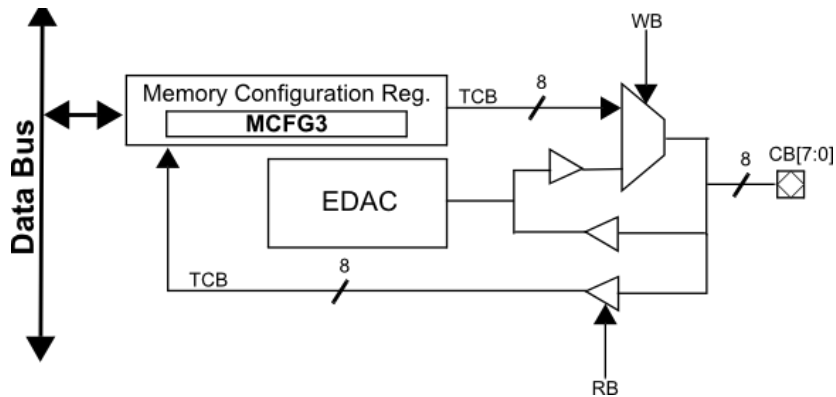 WB
8
TCB
Memory Configuration Reg.
MCFG3
8
CB[7:0]
EDAC
Data Bus
8
TCB
RB